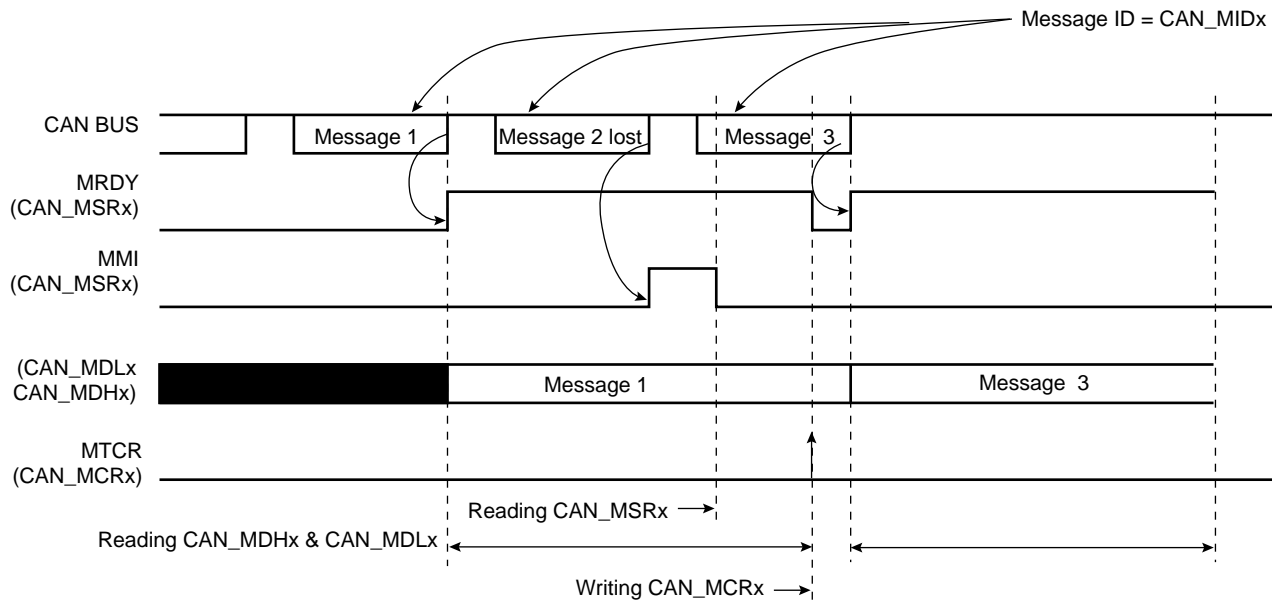 Message ID = CAN_MIDx
CAN BUS
Message 1
Message 2 lost
Message 3
MRDY
(CAN_MSRx)
MMI
(CAN_MSRx)
(CAN_MDLx
CAN_MDHx)
Message 1
Message 3
MTCR
(CAN_MCRx)
Reading CAN_MSRx
Reading CAN_MDHx & CAN_MDLx
Writing CAN_MCRx